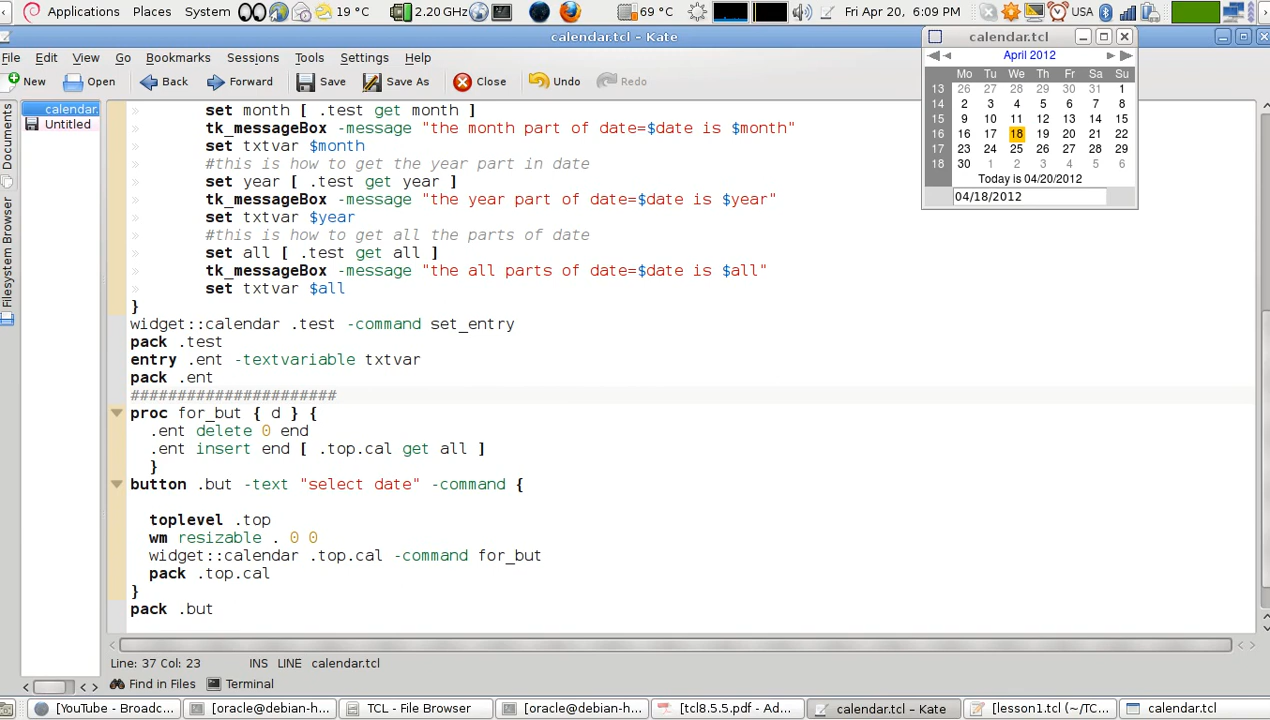 Applications Places System 19 °C 2.20 GHz 69 °C Fri Apr 20, 6:09 PM USA
calendar.tcl - Kate
File Edit View Go Bookmarks Sessions Tools Settings Help
New Open Back Forward Save Save As Close Undo Redo
Documents
Filesystem Browser
calendar.
Untitled
set month [ .test get month ]
tk_messageBox -message "the month part of date=$date is $month"
set txtvar $month
#this is how to get the year part in date
set year [ .test get year ]
tk_messageBox -message "the year part of date=$date is $year"
set txtvar $year
#this is how to get all the parts of date
set all [ .test get all ]
tk_messageBox -message "the all parts of date=$date is $all"
set txtvar $all
}
widget::calendar .test -command set_entry
pack .test
entry .ent -textvariable txtvar
pack .ent
######################
proc for_but { d } {
.ent delete 0 end
.ent insert end [ .top.cal get all ]
}
button .but -text "select date" -command {
toplevel .top
wm resizable . 0 0
widget::calendar .top.cal -command for_but
pack .top.cal
}
pack .but
calendar.tcl
April 2012
Mo Tu We Th Fr Sa Su
13 26 27 28 29 30 31 1
14 2 3 4 5 6 7 8
15 9 10 11 12 13 14 15
16 16 17 18 19 20 21 22
17 23 24 25 26 27 28 29
18 30 1 2 3 4 5 6
Today is 04/20/2012
04/18/2012
Line: 37 Col: 23 INS LINE calendar.tcl
Find in Files Terminal
[YouTube - Broadc... [oracle@debian-h... TCL - File Browser [oracle@debian-h... [tcl8.5.5.pdf - Ad... calendar.tcl - Kate [lesson1.tcl (~/TC... calendar.tcl